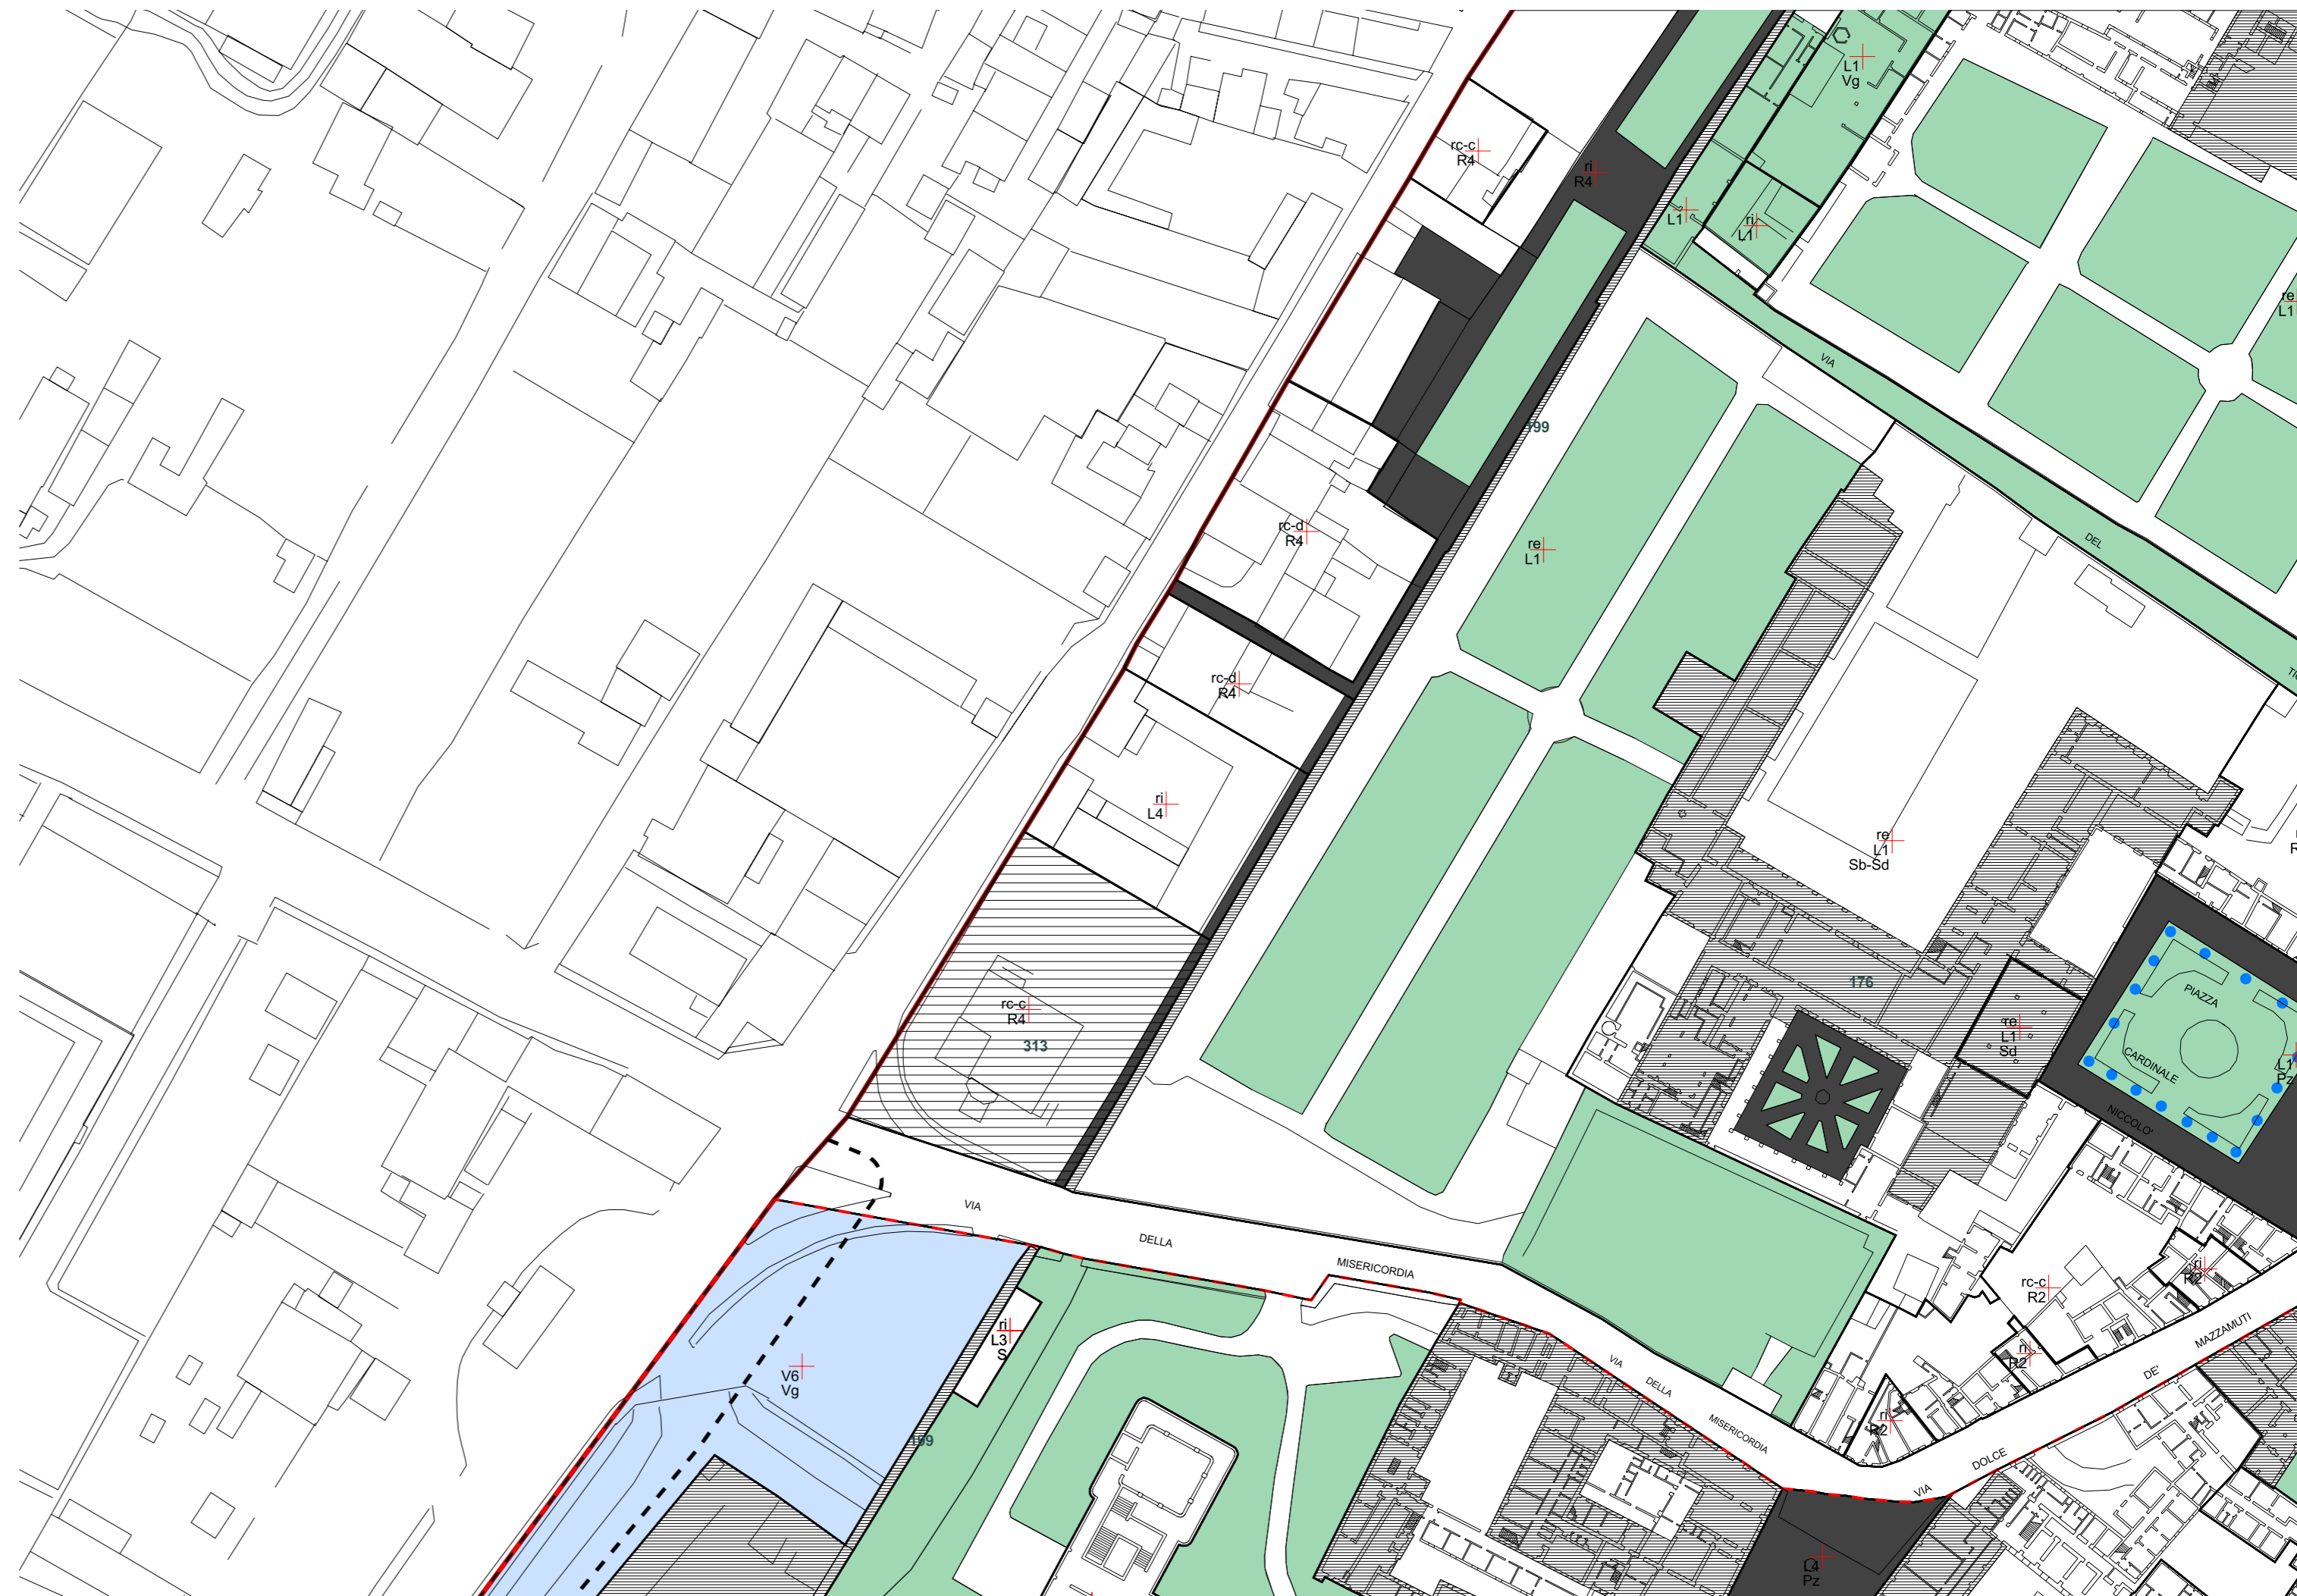 L1
Vg
rc-c
R4
ri
R4
L1
ri
L1
re
L1
VIA
199
rc-d
R4
re
L1
DEL
rc-d
R4
ri
L4
re
L1
Sb-Sd
176
PIAZZA
rc-c
R4
313
re
L1
Sd
CARDINALE
L1
Pz
NICCOLO'
VIA
DELLA
MISERICORDIA
ri
R2
rc-c
R2
ri
L3
S
MAZZAMUTI
ri
R2
V6
Vg
VIA
DELLA
DE'
MISERICORDIA
ri
R2
199
DOLCE
VIA
L4
Pz